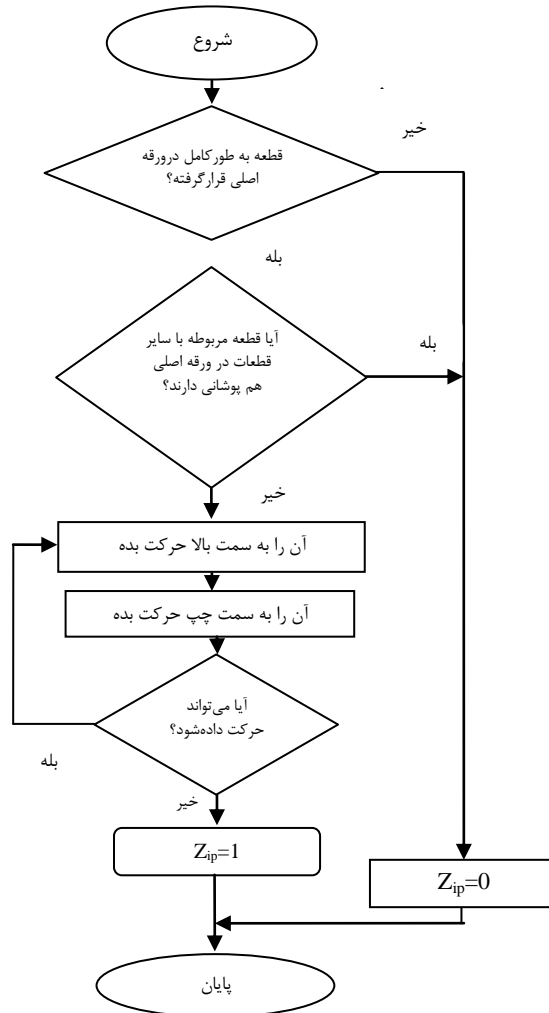 شروع
قطعه به طورکامل درورقه
اصلی قرارگرفته؟
خیر
بله
آیا قطعه مربوطه با سایر
قطعات در ورقه اصلی
هم پوشانی دارند؟
بله
خیر
آن را به سمت بالا حرکت بده
آن را به سمت چپ حرکت بده
آیا می‌تواند
حرکت داده‌شود؟
بله
خیر
Zip=1
Zip=0
پایان